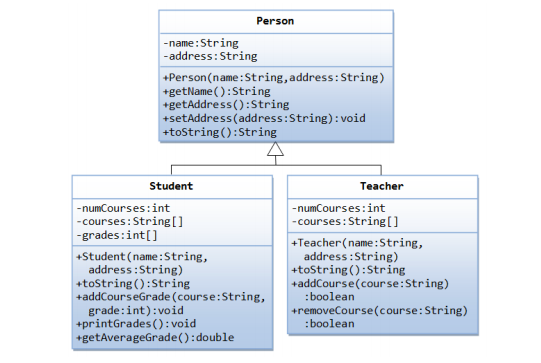 Person
-name:String
-address:String
+Person(name:String,address:String)
+getName():String
+getAddress():String
+setAddress(address:String):void
+toString():String
Student
-numCourses:int
-courses:String[]
-grades:int[]
+Student(name:String,
address:String)
+toString():String
+addCourseGrade(course:String,
grade:int):void
+printGrades():void
+getAverageGrade():double
Teacher
-numCourses:int
-courses:String[]
+Teacher(name:String,
address:String)
+toString():String
+addCourse(course:String)
:boolean
+removeCourse(course:String)
:boolean